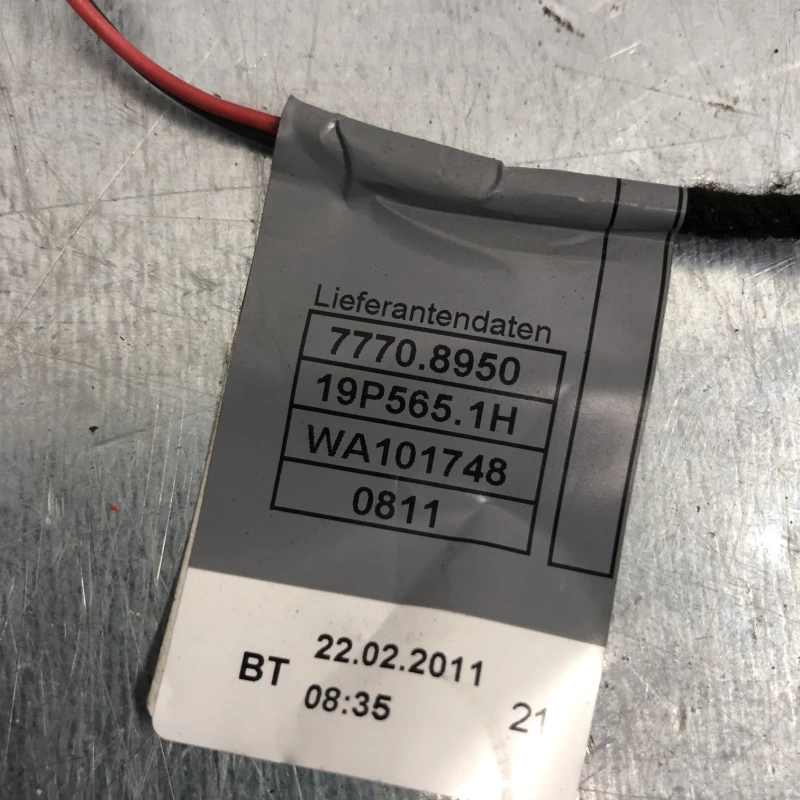 Lieferantendaten
7770.8950
19P565.1H
WA101748
0811
BT 22.02.2011
08:35
21